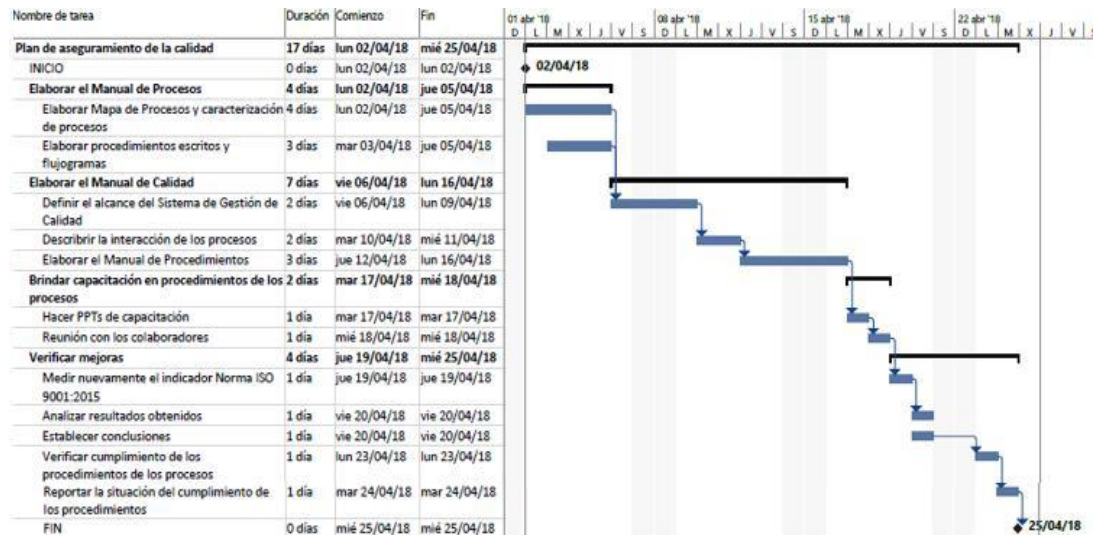 Nombre de tarea Duración Comienzo Fin 01 abr '18 08 abr '18 15 abr '18 22 abr '18
D L M X J V S D L M X J V S D L M X J V S D L M X J V S
Plan de aseguramiento de la calidad 17 días lun 02/04/18 mié 25/04/18
INICIO 0 días lun 02/04/18 lun 02/04/18 02/04/18
Elaborar el Manual de Procesos 4 días lun 02/04/18 jue 05/04/18
Elaborar Mapa de Procesos y caracterización 4 días lun 02/04/18 jue 05/04/18
de procesos
Elaborar procedimientos escritos y 3 días mar 03/04/18 jue 05/04/18
flujogramas
Elaborar el Manual de Calidad 7 días vie 06/04/18 lun 16/04/18
Definir el alcance del Sistema de Gestión de 2 días vie 06/04/18 lun 09/04/18
Calidad
Describrir la interacción de los procesos 2 días mar 10/04/18 mié 11/04/18
Elaborar el Manual de Procedimientos 3 días jue 12/04/18 lun 16/04/18
Brindar capacitación en procedimientos de los 2 días mar 17/04/18 mié 18/04/18
procesos
Hacer PPTs de capacitación 1 día mar 17/04/18 mar 17/04/18
Reunión con los colaboradores 1 día mié 18/04/18 mié 18/04/18
Verificar mejoras 4 días jue 19/04/18 mié 25/04/18
Medir nuevamente el indicador Norma ISO 1 día jue 19/04/18 jue 19/04/18
9001:2015
Analizar resultados obtenidos 1 día vie 20/04/18 vie 20/04/18
Establecer conclusiones 1 día vie 20/04/18 vie 20/04/18
Verificar cumplimiento de los 1 día lun 23/04/18 lun 23/04/18
procedimientos de los procesos
Reportar la situación del cumplimiento de 1 día mar 24/04/18 mar 24/04/18
los procedimientos
FIN 0 días mié 25/04/18 mié 25/04/18 25/04/18